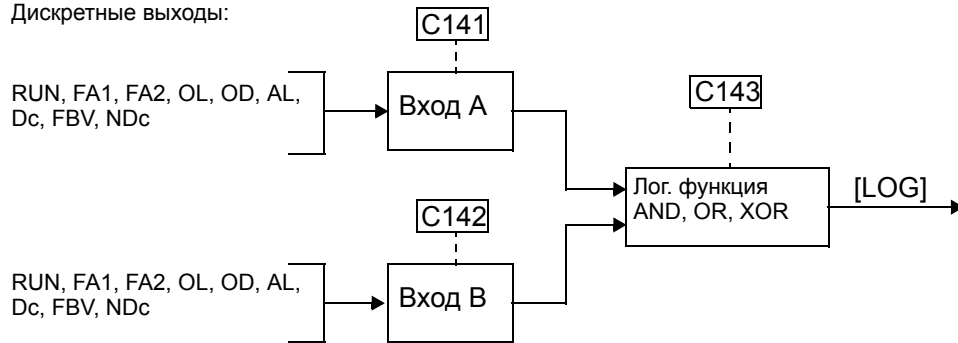 Дискретные выходы:
C141
RUN, FA1, FA2, OL, OD, AL,
Dc, FBV, NDc
Вход A
C143
Лог. функция
AND, OR, XOR
[LOG]
C142
RUN, FA1, FA2, OL, OD, AL,
Dc, FBV, NDc
Вход B